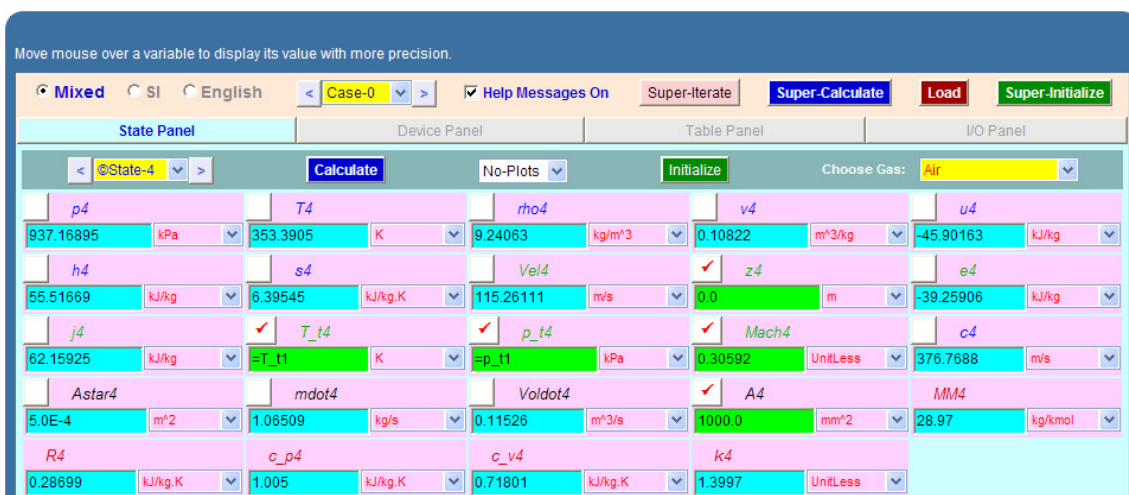 Move mouse over a variable to display its value with more precision.
Mixed SI English < Case-0 > Help Messages On Super-Iterate Super-Calculate Load Super-Initialize
State Panel Device Panel Table Panel I/O Panel
< ©State-4 > Calculate No-Plots Initialize Choose Gas: Air
p4 T4 rho4 v4 u4
937.16895 kPa 353.3905 K 9.24063 kg/m^3 0.10822 m^3/kg -45.90163 kJ/kg
h4 s4 Vel4 z4 e4
55.51669 kJ/kg 6.39545 kJ/kg.K 115.26111 m/s 0.0 m -39.25906 kJ/kg
j4 T_t4 p_t4 Mach4 c4
62.15925 kJ/kg =T_t1 K =p_t1 kPa 0.30592 UnitLess 376.7688 m/s
Astar4 mdot4 Voldot4 A4 MM4
5.0E-4 m^2 1.06509 kg/s 0.11526 m^3/s 1000.0 mm^2 28.97 kg/kmol
R4 c_p4 c_v4 k4
0.28699 kJ/kg.K 1.005 kJ/kg.K 0.71801 kJ/kg.K 1.3997 UnitLess